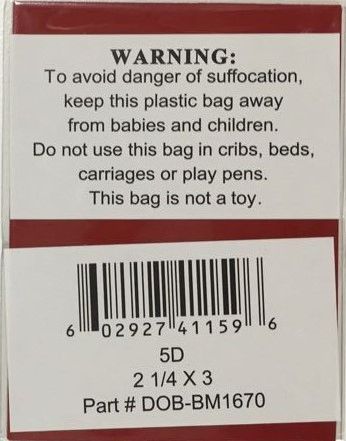 WARNING:
To avoid danger of suffocation,
keep this plastic bag away
from babies and children.
Do not use this bag in cribs, beds,
carriages or play pens.
This bag is not a toy.
6 02927 41159 6
5D
2 1/4 X 3
Part # DOB-BM1670